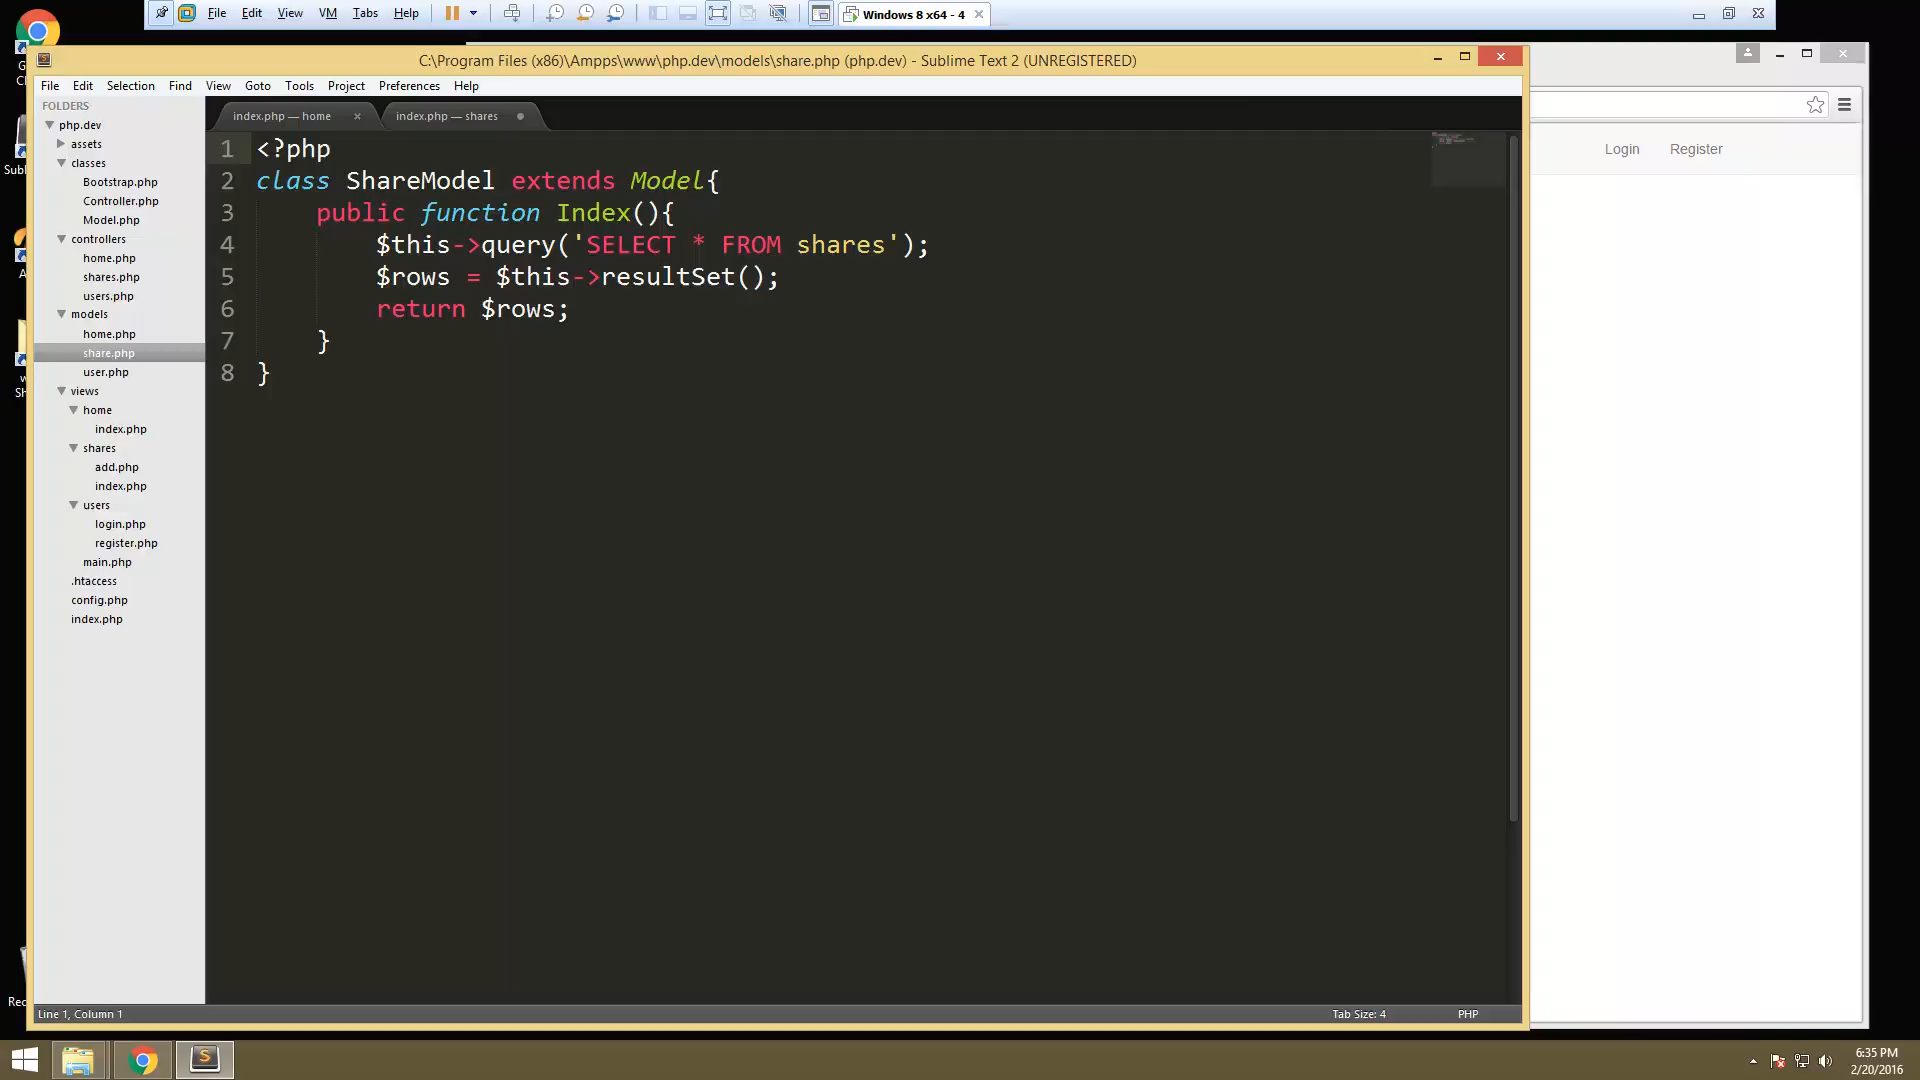 File Edit View VM Tabs Help
Windows 8 x64 - 4
C:\Program Files (x86)\Ampps\www\php.dev\models\share.php (php.dev) - Sublime Text 2 (UNREGISTERED)
File Edit Selection Find View Goto Tools Project Preferences Help
FOLDERS
php.dev
assets
classes
Bootstrap.php
Controller.php
Model.php
controllers
home.php
shares.php
users.php
models
home.php
share.php
user.php
views
home
index.php
shares
add.php
index.php
users
login.php
register.php
main.php
.htaccess
config.php
index.php
index.php — home
index.php — shares
1 <?php
2 class ShareModel extends Model{
3 public function Index(){
4 $this->query('SELECT * FROM shares');
5 $rows = $this->resultSet();
6 return $rows;
7 }
8 }
Login Register
Line 1, Column 1
Tab Size: 4
PHP
6:35 PM
2/20/2016